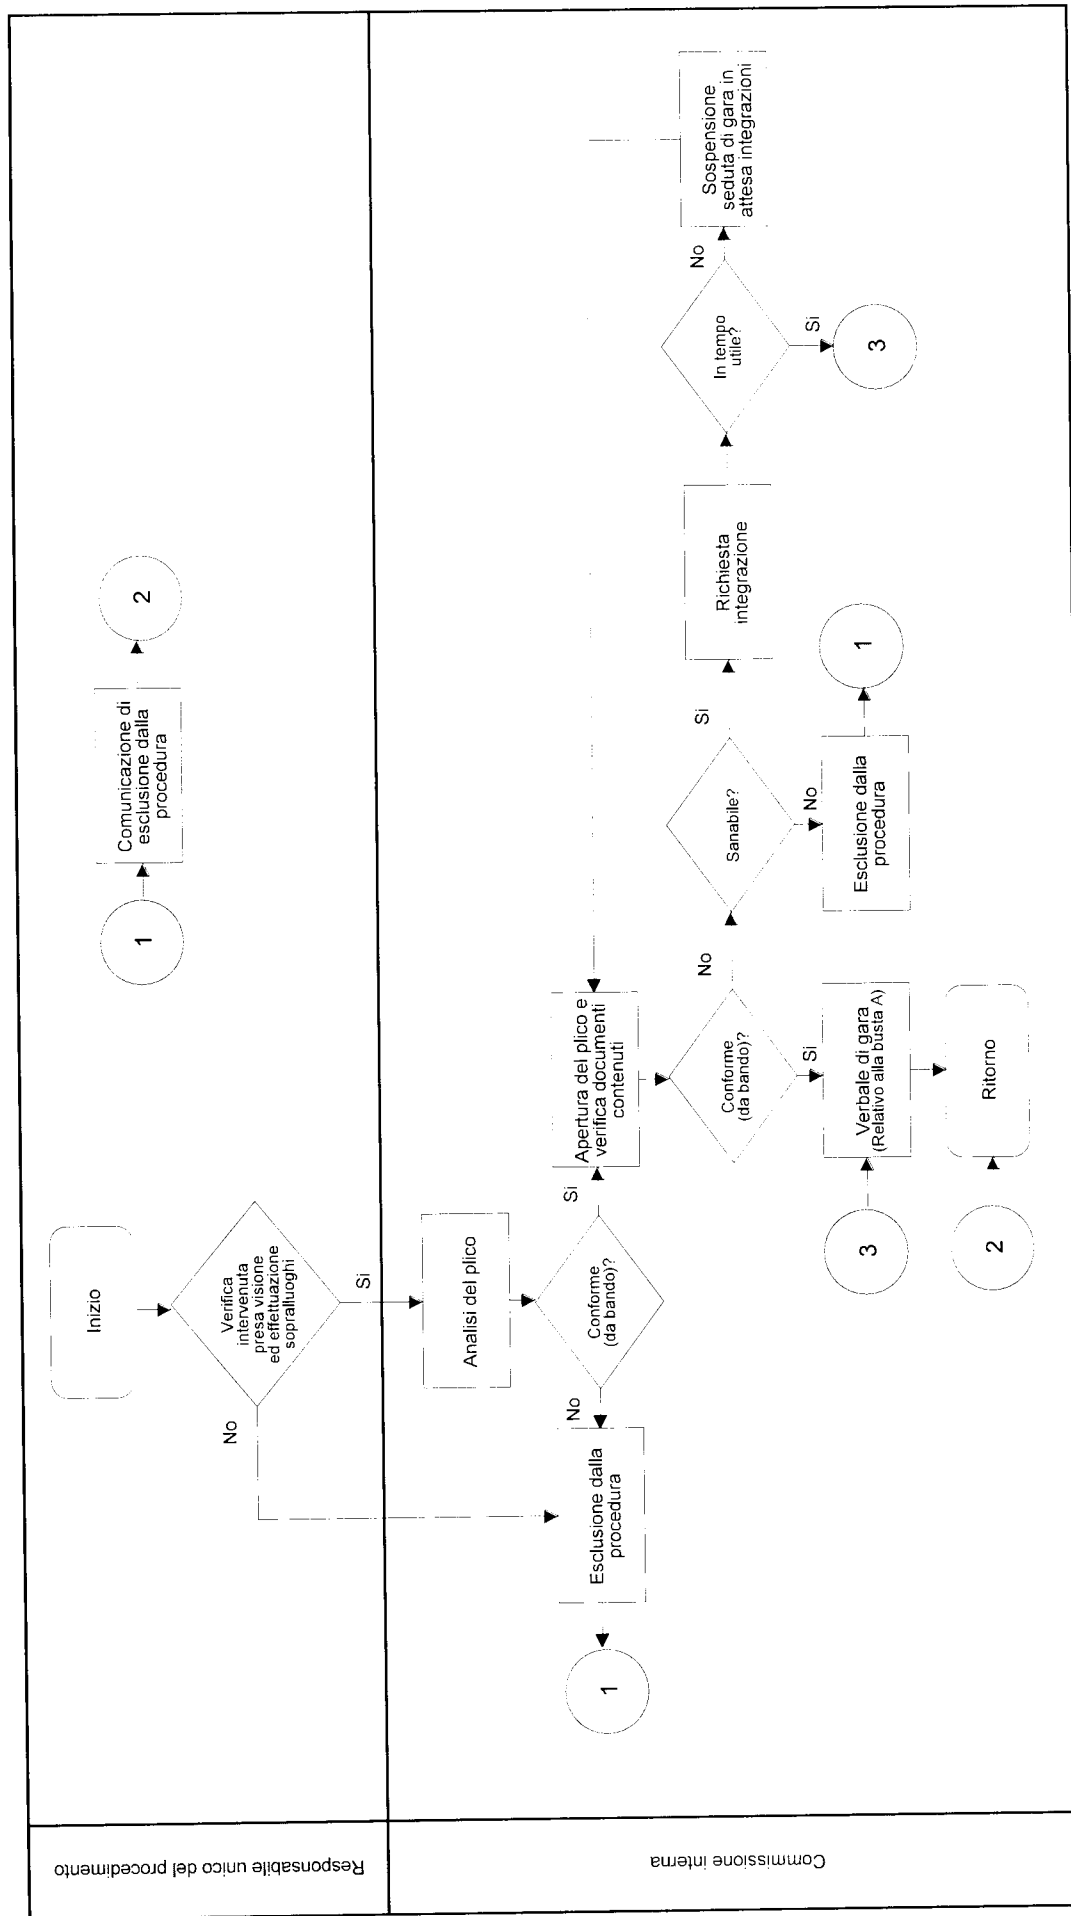 Responsabile unico del procedimento
Inizio
Verifica
intervenuta
presa visione
ed effettuazione
sopralluoghi
No
Si
1
Comunicazione di
esclusione dalla
procedura
2
Commissione interna
Analisi del plico
Conforme
(da bando)?
No
Si
Esclusione dalla
procedura
1
Apertura del plico e
verifica documenti
contenuti
Conforme
(da bando)?
No
Si
Verbale di gara
(Relativo alla busta A)
3
Ritorno
2
Sanabile?
Si
No
Esclusione dalla
procedura
1
Richiesta
integrazione
In tempo
utile?
No
Si
3
Sospensione
seduta di gara in
attesa integrazioni